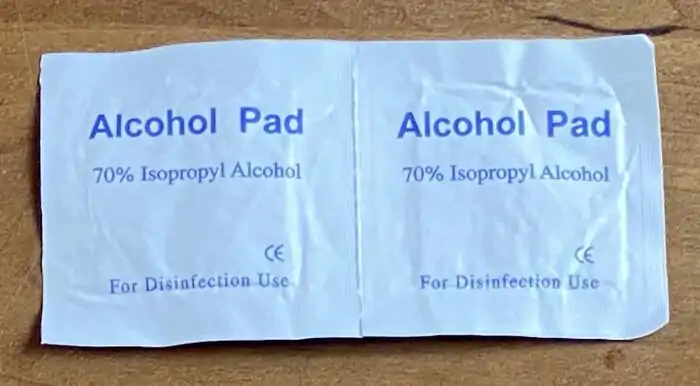 Alcohol Pad
70% Isopropyl Alcohol
CE
For Disinfection Use
Alcohol Pad
70% Isopropyl Alcohol
CE
For Disinfection Use